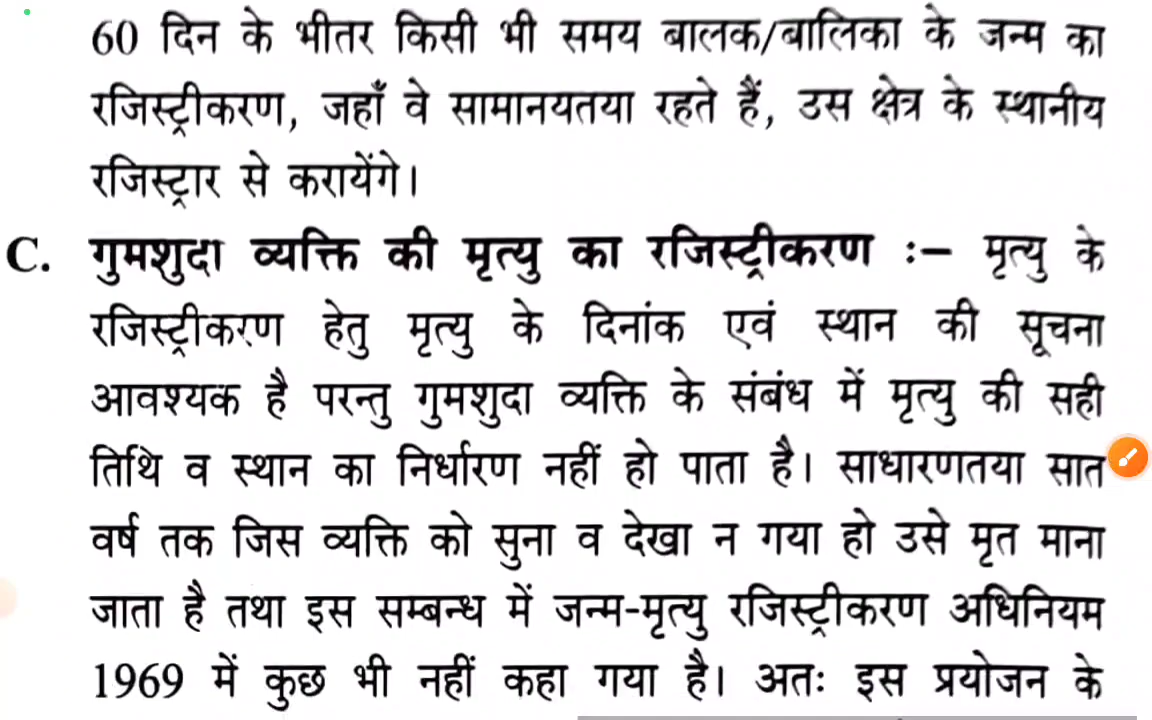 60 दिन के भीतर किसी भी समय बालक/बालिका के जन्म का
रजिस्ट्रीकरण, जहाँ वे सामानयतया रहते हैं, उस क्षेत्र के स्थानीय
रजिस्ट्रार से करायेंगे।
C. गुमशुदा व्यक्ति की मृत्यु का रजिस्ट्रीकरण :– मृत्यु के
रजिस्ट्रीकरण हेतु मृत्यु के दिनांक एवं स्थान की सूचना
आवश्यक है परन्तु गुमशुदा व्यक्ति के संबंध में मृत्यु की सही
तिथि व स्थान का निर्धारण नहीं हो पाता है। साधारणतया सात
वर्ष तक जिस व्यक्ति को सुना व देखा न गया हो उसे मृत माना
जाता है तथा इस सम्बन्ध में जन्म-मृत्यु रजिस्ट्रीकरण अधिनियम
1969 में कुछ भी नहीं कहा गया है। अतः इस प्रयोजन के